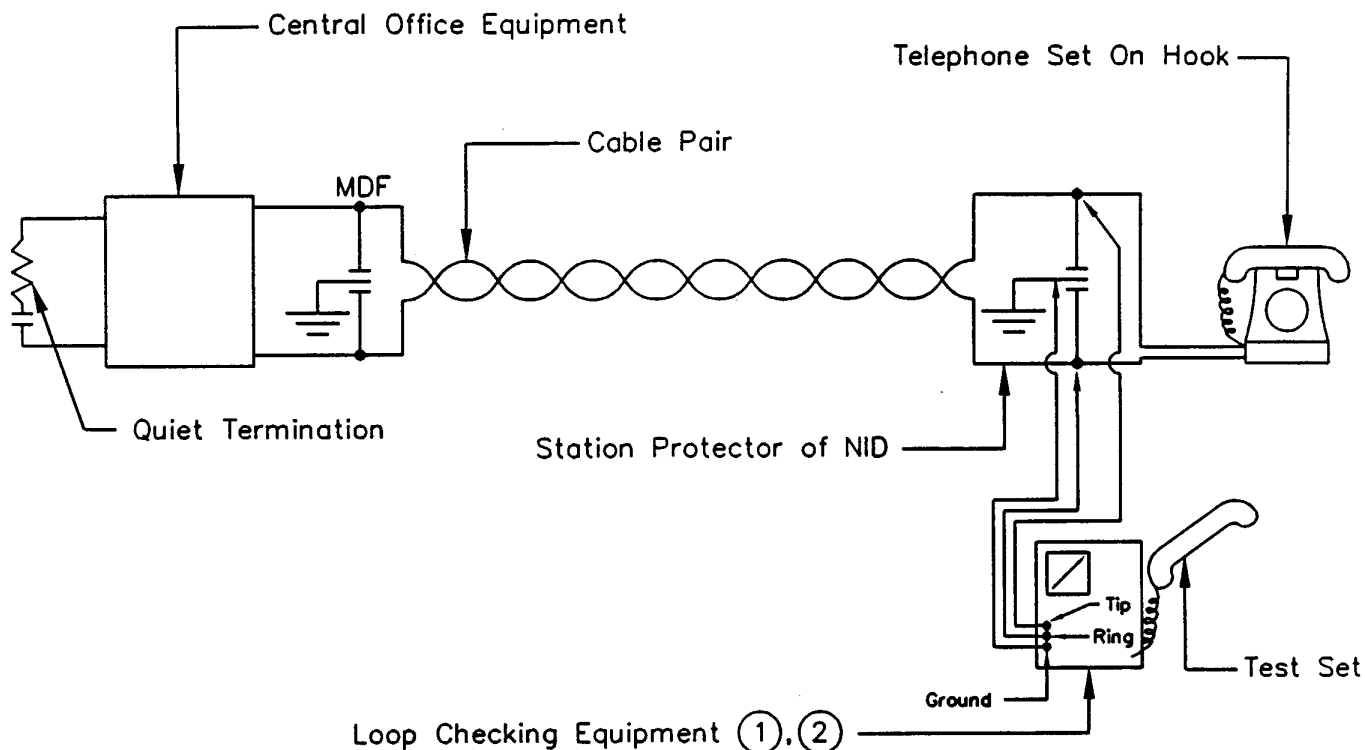 Central Office Equipment
Telephone Set On Hook
Cable Pair
MDF
Quiet Termination
Station Protector of NID
Tip
Ring
Test Set
Ground
Loop Checking Equipment 1, 2